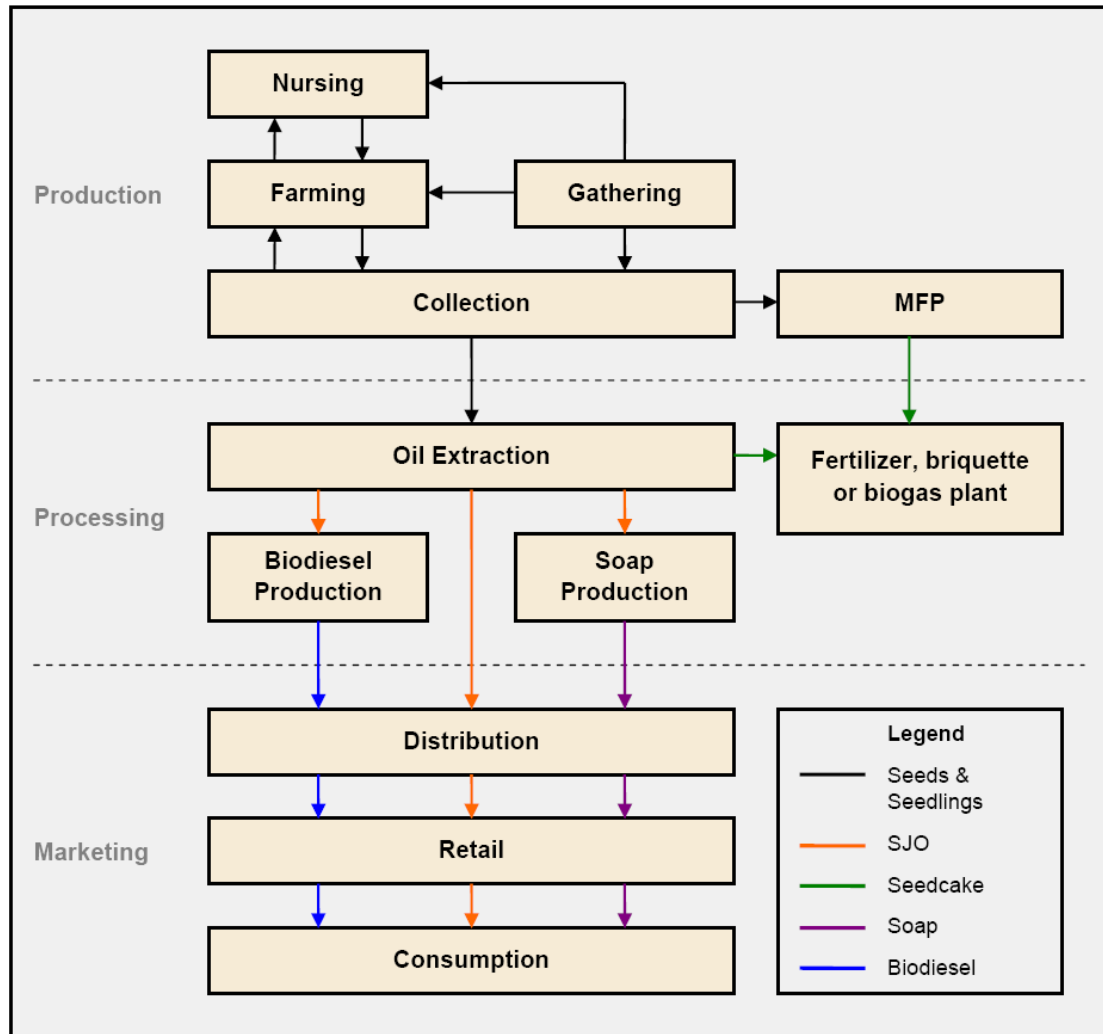 Nursing
Production
Farming
Gathering
Collection
MFP
Oil Extraction
Fertilizer, briquette
or biogas plant
Processing
Biodiesel
Production
Soap
Production
Distribution
Marketing
Retail
Consumption
Legend
Seeds &
Seedlings
SJO
Seedcake
Soap
Biodiesel